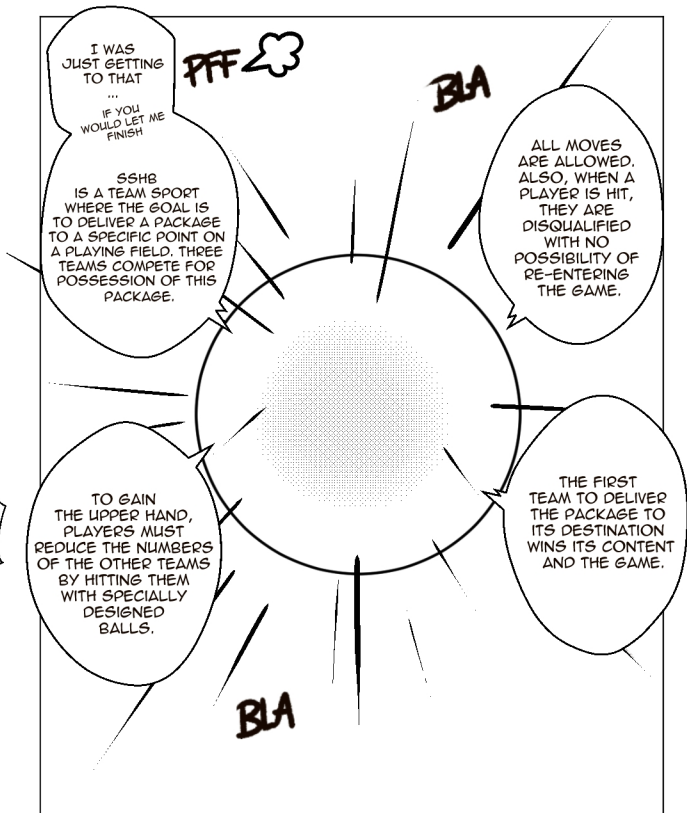 I WAS
JUST GETTING
TO THAT
...
IF YOU
WOULD LET ME
FINISH
PFF
BLA
SSHB
IS A TEAM SPORT
WHERE THE GOAL IS
TO DELIVER A PACKAGE
TO A SPECIFIC POINT ON
A PLAYING FIELD. THREE
TEAMS COMPETE FOR
POSSESSION OF THIS
PACKAGE.
ALL MOVES
ARE ALLOWED.
ALSO, WHEN A
PLAYER IS HIT,
THEY ARE
DISQUALIFIED
WITH NO
POSSIBILITY OF
RE-ENTERING
THE GAME.
TO GAIN
THE UPPER HAND,
PLAYERS MUST
REDUCE THE NUMBERS
OF THE OTHER TEAMS
BY HITTING THEM
WITH SPECIALLY
DESIGNED
BALLS.
THE FIRST
TEAM TO DELIVER
THE PACKAGE TO
ITS DESTINATION
WINS ITS CONTENT
AND THE GAME.
BLA